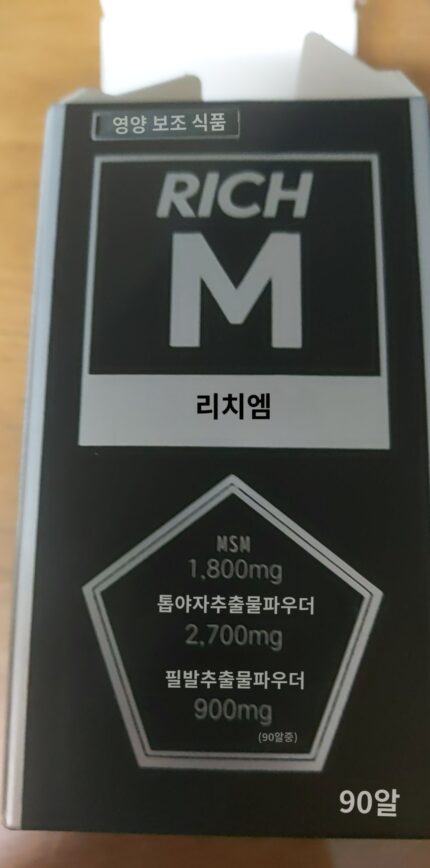 영양 보조 식품
RICH
M
리치엠
MSM
1,800mg
톱야자추출물파우더
2,700mg
필발추출물파우더
900mg
(90알중)
90알